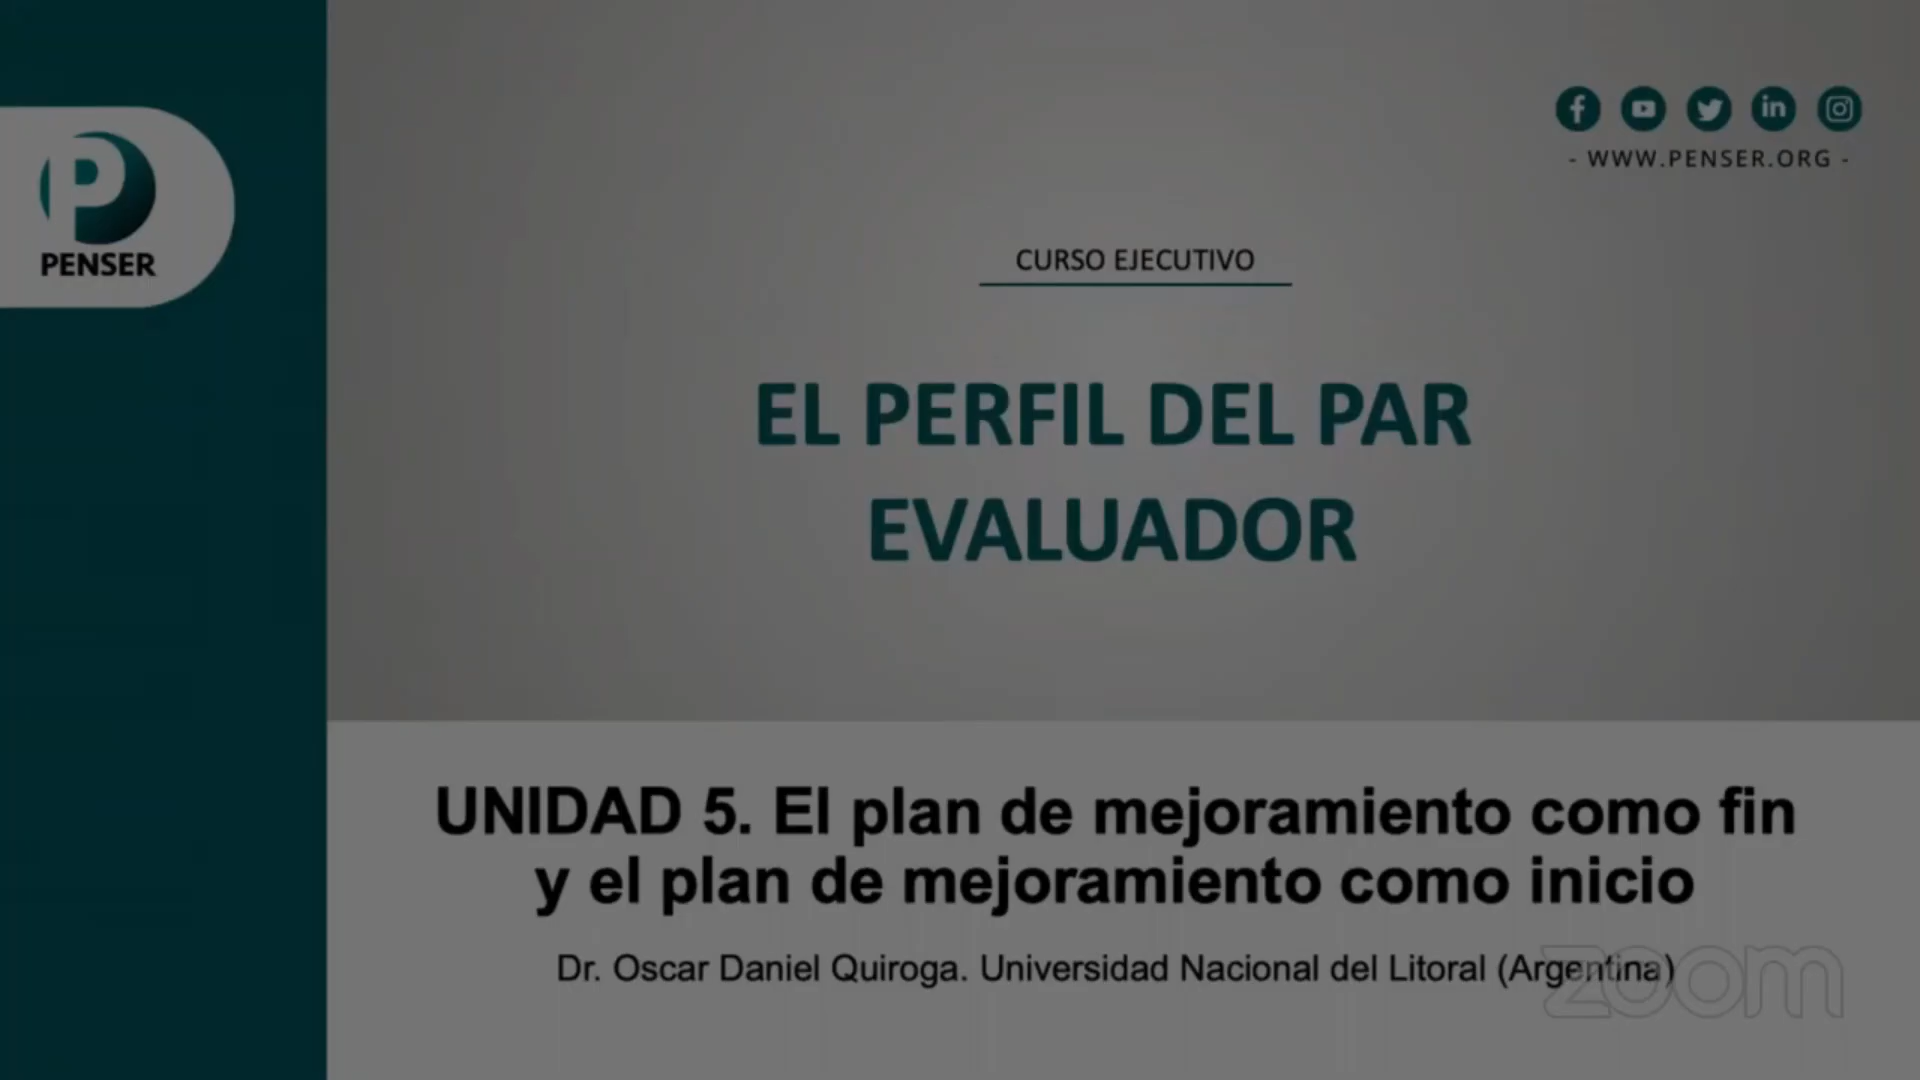 PENSER
- WWW.PENSER.ORG -
CURSO EJECUTIVO
EL PERFIL DEL PAR
EVALUADOR
UNIDAD 5. El plan de mejoramiento como fin
y el plan de mejoramiento como inicio
Dr. Oscar Daniel Quiroga. Universidad Nacional del Litoral (Argentina)
zoom